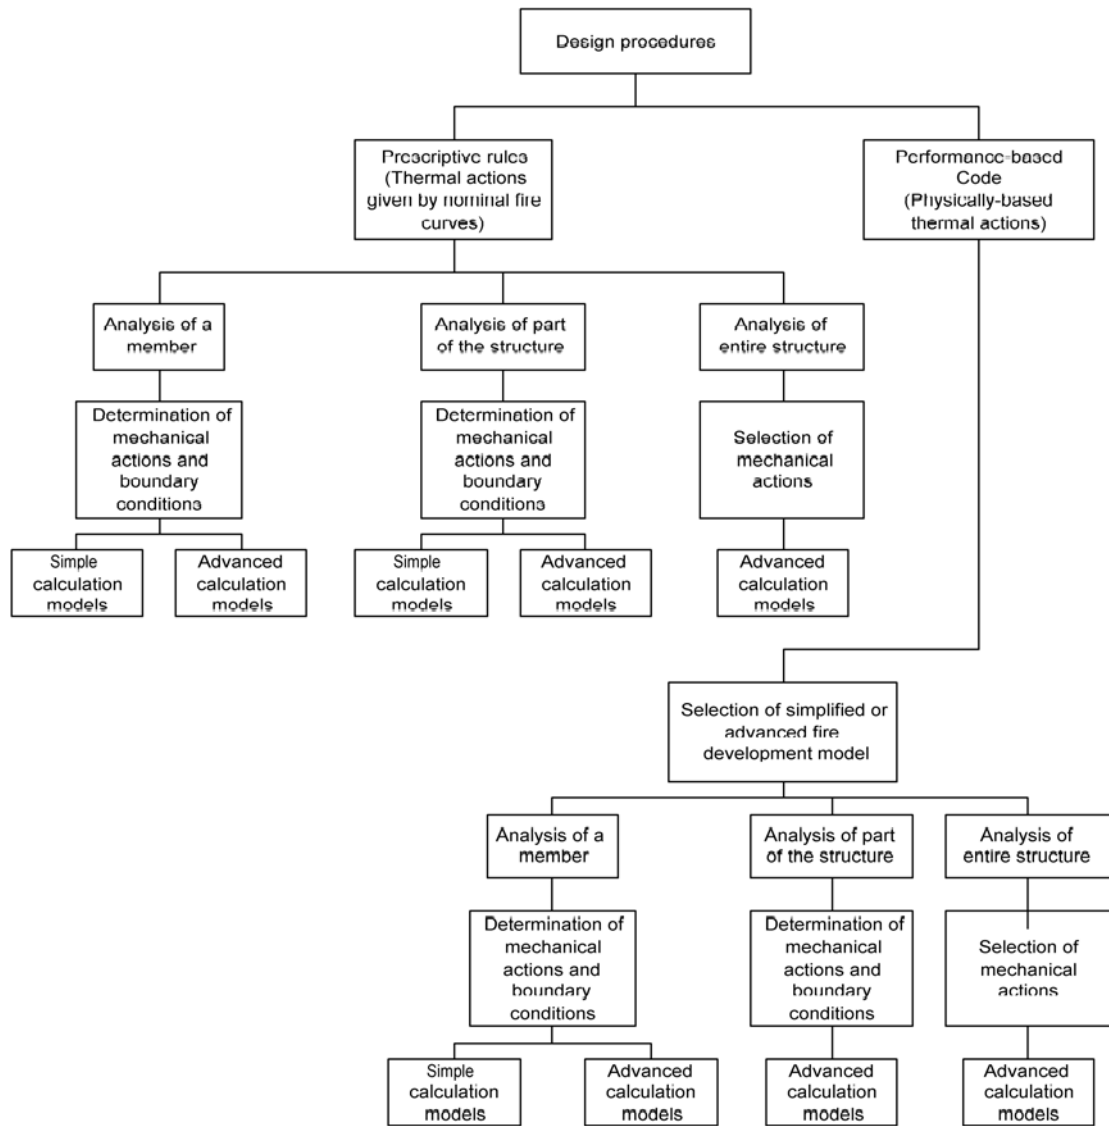 Design procedures
Prescriptive rules
(Thermal actions
given by nominal fire
curves)
Performance-based
Code
(Physically-based
thermal actions)
Analysis of a
member
Analysis of part
of the structure
Analysis of
entire structure
Determination of
mechanical
actions and
boundary
conditions
Determination of
mechanical
actions and
boundary
conditions
Selection of
mechanical
actions
Simple
calculation
models
Advanced
calculation
models
Simple
calculation
models
Advanced
calculation
models
Advanced
calculation
models
Selection of simplified or
advanced fire
development model
Analysis of a
member
Analysis of part
of the structure
Analysis of
entire structure
Determination of
mechanical
actions and
boundary
conditions
Determination of
mechanical
actions and
boundary
conditions
Selection of
mechanical
actions
Simple
calculation
models
Advanced
calculation
models
Advanced
calculation
models
Advanced
calculation
models